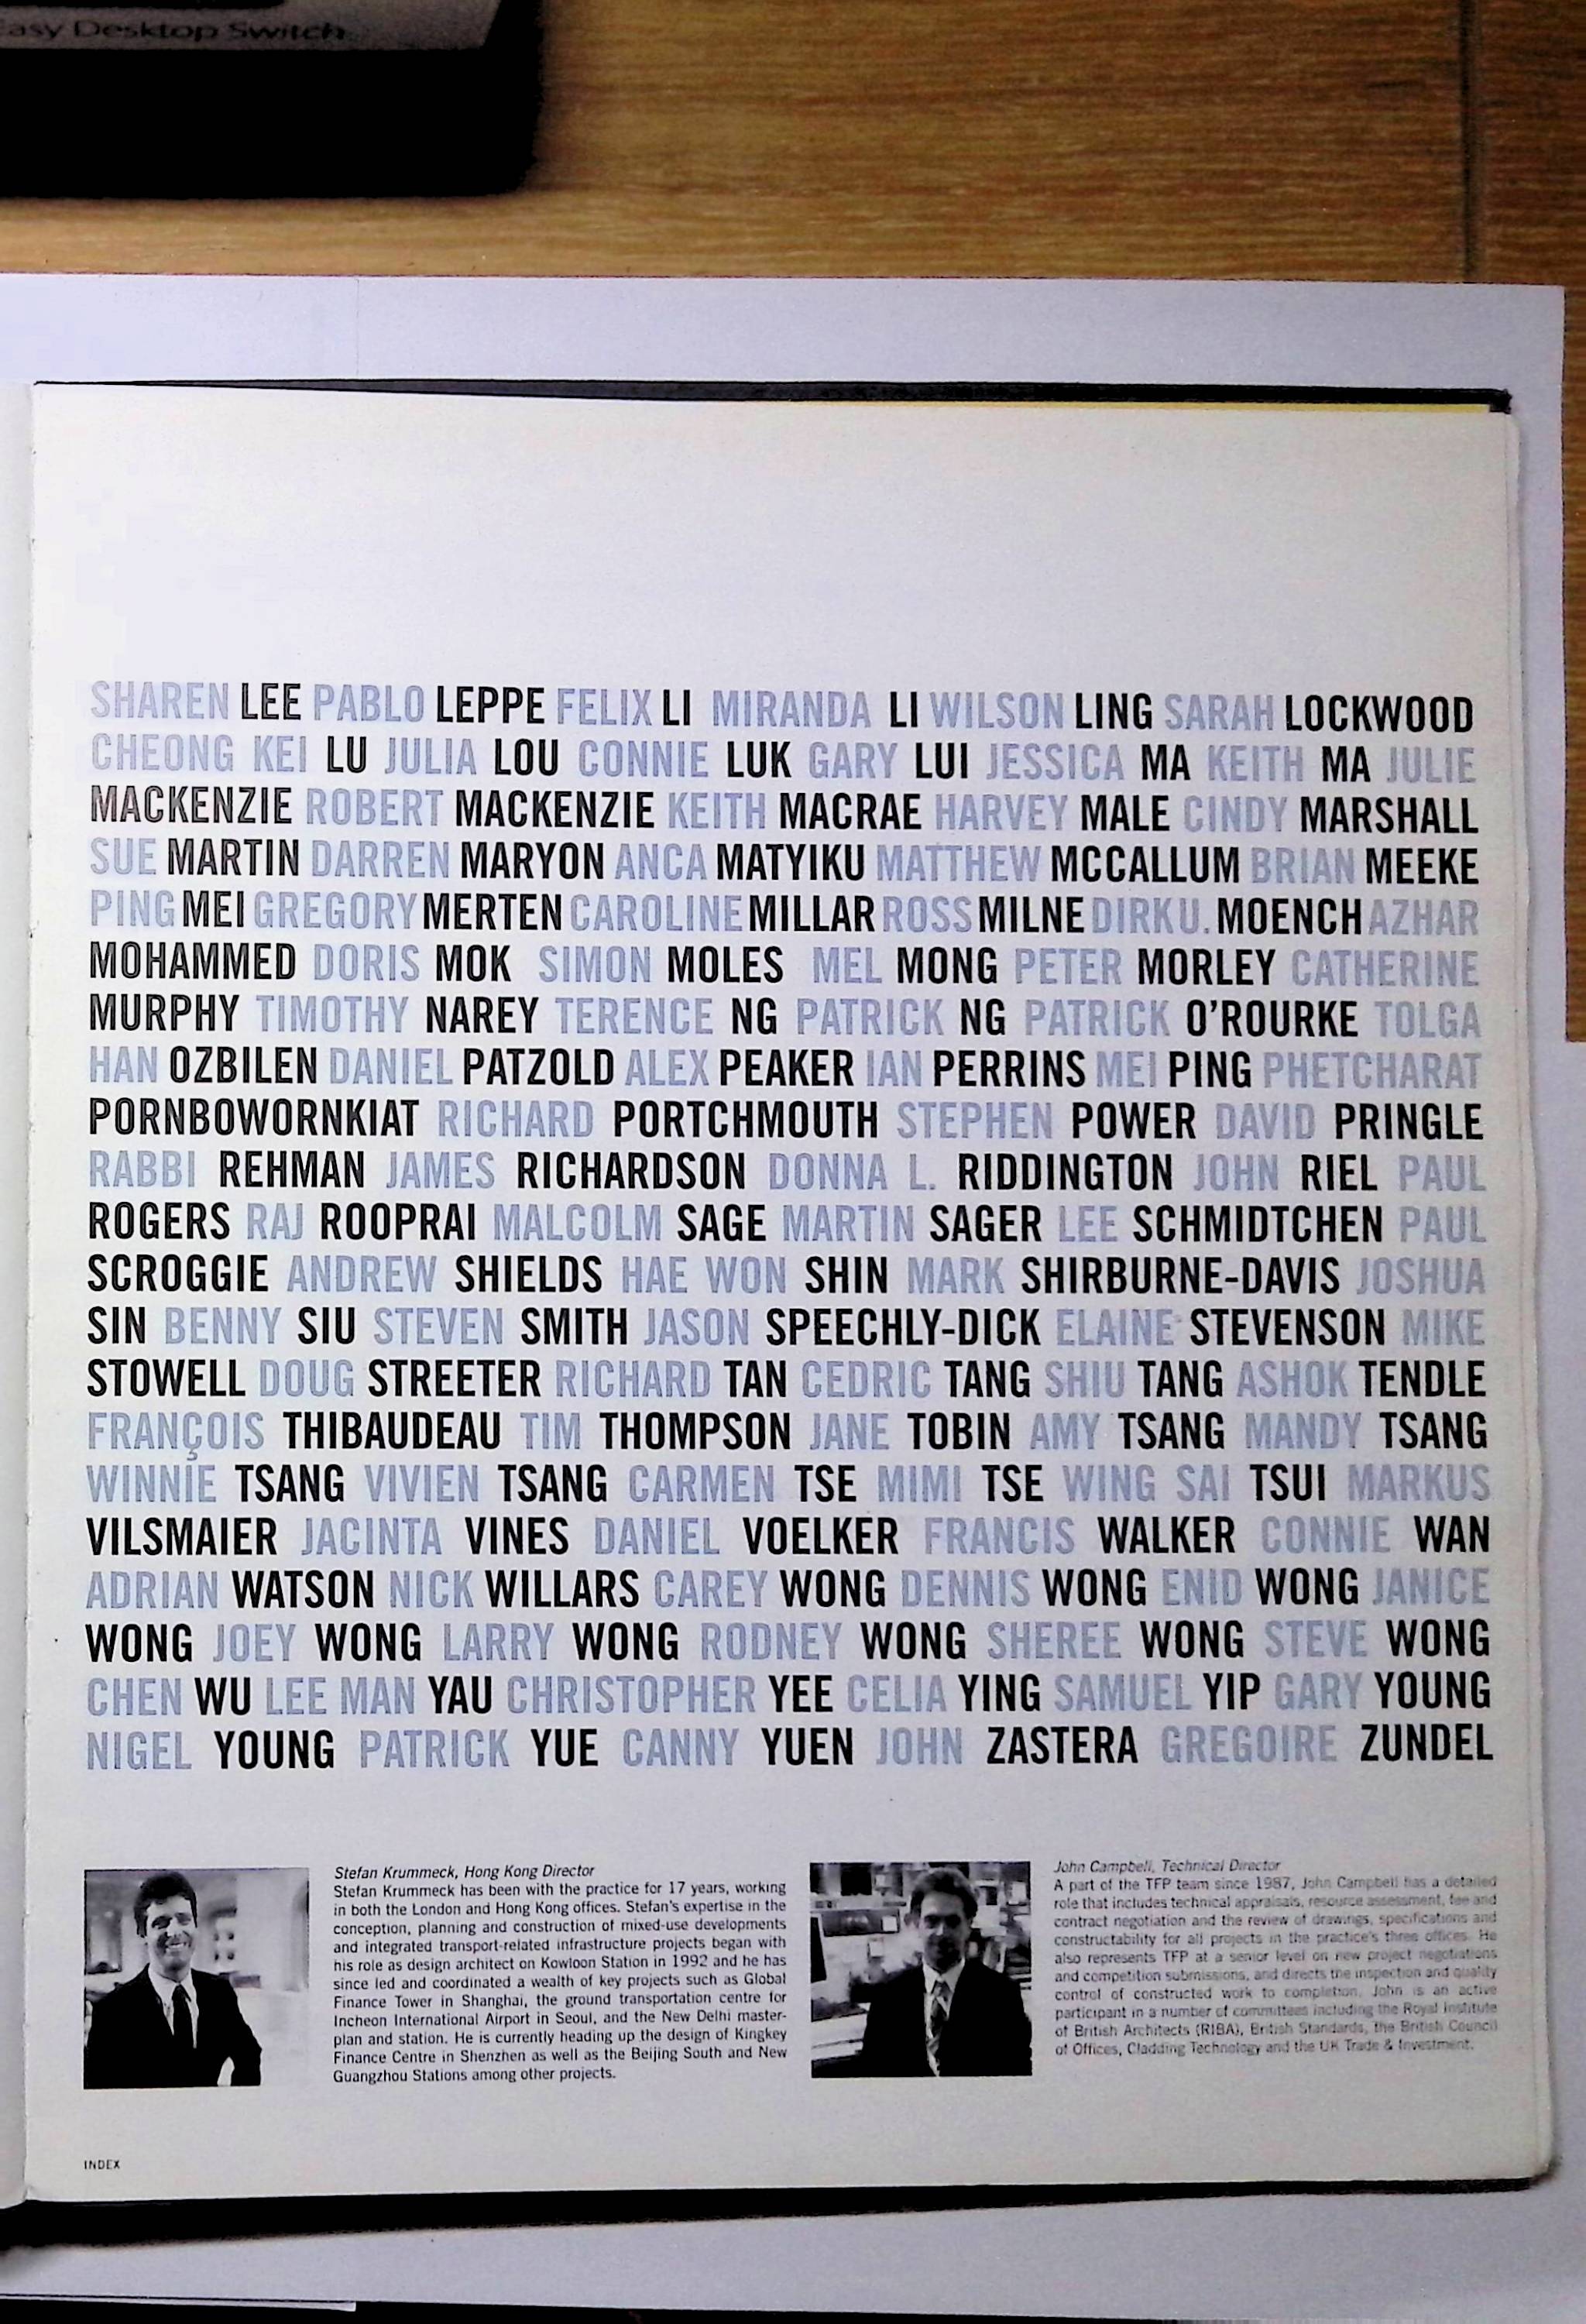 Easy Desktop Switch
SHAREN LEE PABLO LEPPE FELIX LI MIRANDA LI WILSON LING SARAH LOCKWOOD
CHEONG KEI LU JULIA LOU CONNIE LUK GARY LUI JESSICA MA KEITH MA JULIE
MACKENZIE ROBERT MACKENZIE KEITH MACRAE HARVEY MALE CINDY MARSHALL
SUE MARTIN DARREN MARYON ANCA MATYIKU MATTHEW MCCALLUM BRIAN MEEKE
PING MEI GREGORY MERTEN CAROLINE MILLAR ROSS MILNE DIRK U. MOENCH AZHAR
MOHAMMED DORIS MOK SIMON MOLES MEL MONG PETER MORLEY CATHERINE
MURPHY TIMOTHY NAREY TERENCE NG PATRICK NG PATRICK O'ROURKE TOLGA
HAN OZBILEN DANIEL PATZOLD ALEX PEAKER IAN PERRINS MEI PING PHETCHARAT
PORNBOWORNKIAT RICHARD PORTCHMOUTH STEPHEN POWER DAVID PRINGLE
RABBI REHMAN JAMES RICHARDSON DONNA L. RIDDINGTON JOHN RIEL PAUL
ROGERS RAJ ROOPRAI MALCOLM SAGE MARTIN SAGER LEE SCHMIDTCHEN PAUL
SCROGGIE ANDREW SHIELDS HAE WON SHIN MARK SHIRBURNE-DAVIS JOSHUA
SIN BENNY SIU STEVEN SMITH JASON SPEECHLY-DICK ELAINE STEVENSON MIKE
STOWELL DOUG STREETER RICHARD TAN CEDRIC TANG SHIU TANG ASHOK TENDLE
FRANÇOIS THIBAUDEAU TIM THOMPSON JANE TOBIN AMY TSANG MANDY TSANG
WINNIE TSANG VIVIEN TSANG CARMEN TSE MIMI TSE WING SAI TSUI MARKUS
VILSMAIER JACINTA VINES DANIEL VOELKER FRANCIS WALKER CONNIE WAN
ADRIAN WATSON NICK WILLARS CAREY WONG DENNIS WONG ENID WONG JANICE
WONG JOEY WONG LARRY WONG RODNEY WONG SHEREE WONG STEVE WONG
CHEN WU LEE MAN YAU CHRISTOPHER YEE CELIA YING SAMUEL YIP GARY YOUNG
NIGEL YOUNG PATRICK YUE CANNY YUEN JOHN ZASTERA GREGOIRE ZUNDEL
Stefan Krummeck, Hong Kong Director
Stefan Krummeck has been with the practice for 17 years, working
in both the London and Hong Kong offices. Stefan's expertise in the
conception, planning and construction of mixed-use developments
and integrated transport-related infrastructure projects began with
his role as design architect on Kowloon Station in 1992 and he has
since led and coordinated a wealth of key projects such as Global
Finance Tower in Shanghai, the ground transportation centre for
Incheon International Airport in Seoul, and the New Delhi master-
plan and station. He is currently heading up the design of Kingkey
Finance Centre in Shenzhen as well as the Beijing South and New
Guangzhou Stations among other projects.
John Campbell, Technical Director
A part of the TFP team since 1987, John Campbell has a detailed
role that includes technical appraisals, resource assessment, fee and
contract negotiation and the review of drawings, specifications and
constructability for all projects in the practice's three offices. He
also represents TFP at a senior level on new project negotiations
and competition submissions, and directs the inspection and quality
control of constructed work to completion. John is an active
participant in a number of committees including the Royal Institute
of British Architects (RIBA), British Standards, the British Council
of Offices, Cladding Technology and the UK Trade & Investment.
INDEX